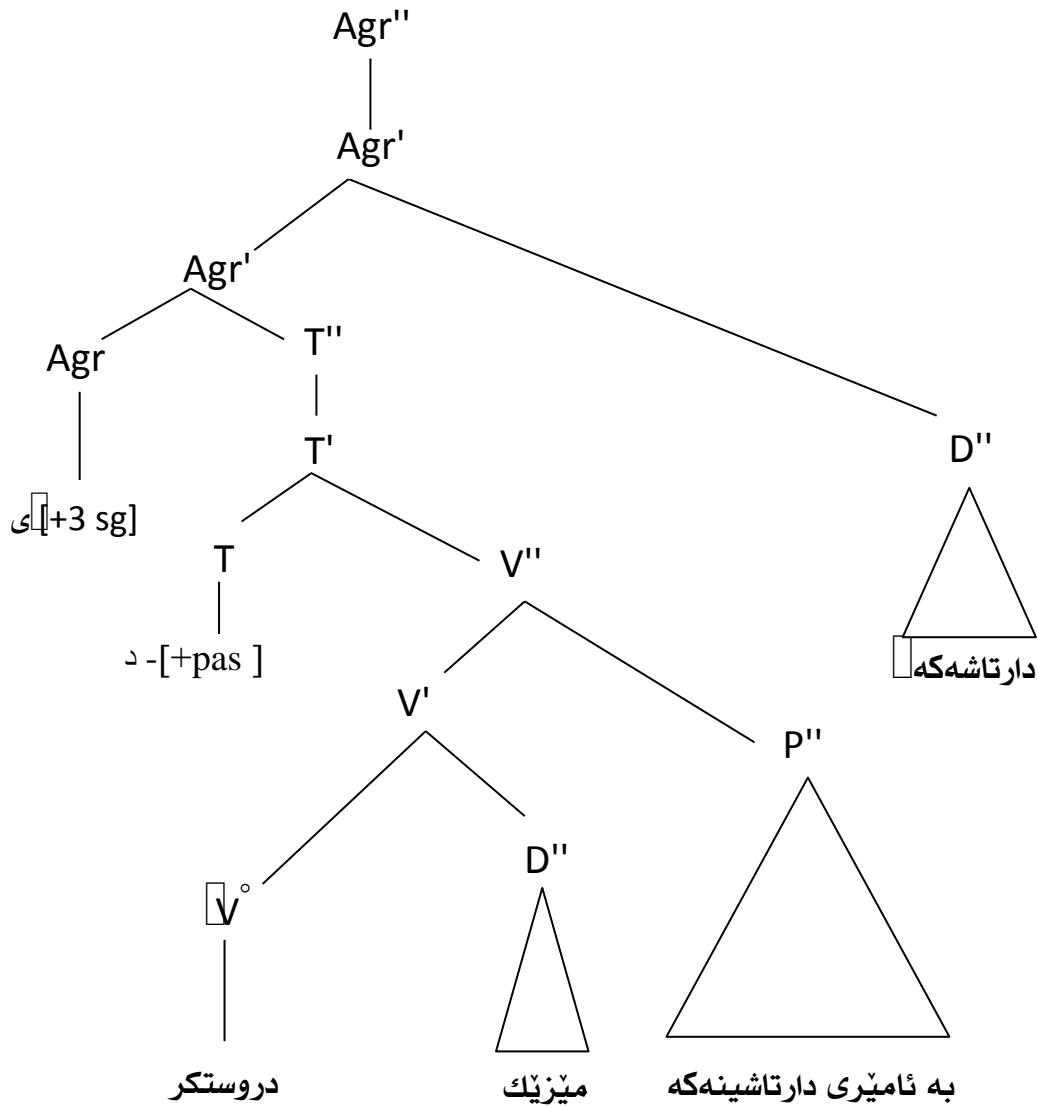 Agr''
Agr'
Agr'
Agr
T''
T'
D''
ی[+3 sg]
T
V''
د -[+pas ]
دارتاشەکە
V'
P''
D''
V°
دروستکر
مێزێك
بە ئامێری دارتاشینەکە